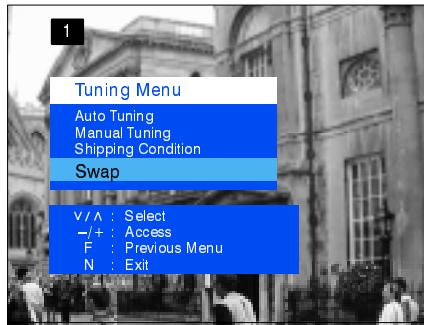 1
Tuning Menu
Auto Tuning
Manual Tuning
Shipping Condition
Swap
∨/∧ : Select
−/+ : Access
F : Previous Menu
N : Exit